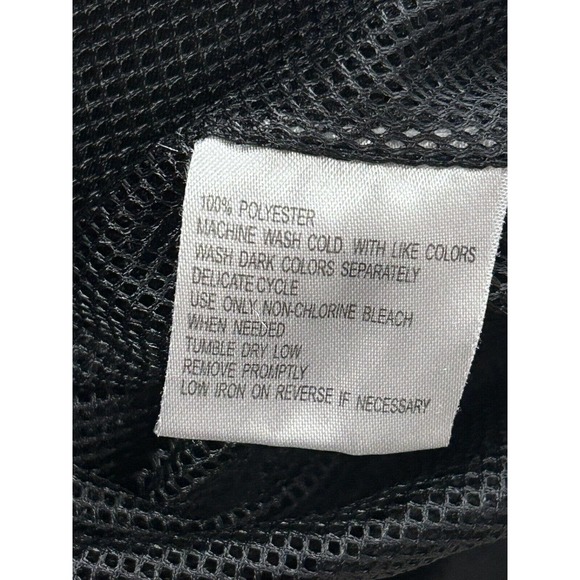 100% POLYESTER
MACHINE WASH COLD WITH LIKE COLORS
WASH DARK COLORS SEPARATELY
DELICATE CYCLE
USE ONLY NON-CHLORINE BLEACH
WHEN NEEDED
TUMBLE DRY LOW
REMOVE PROMPTLY
LOW IRON ON REVERSE IF NECESSARY